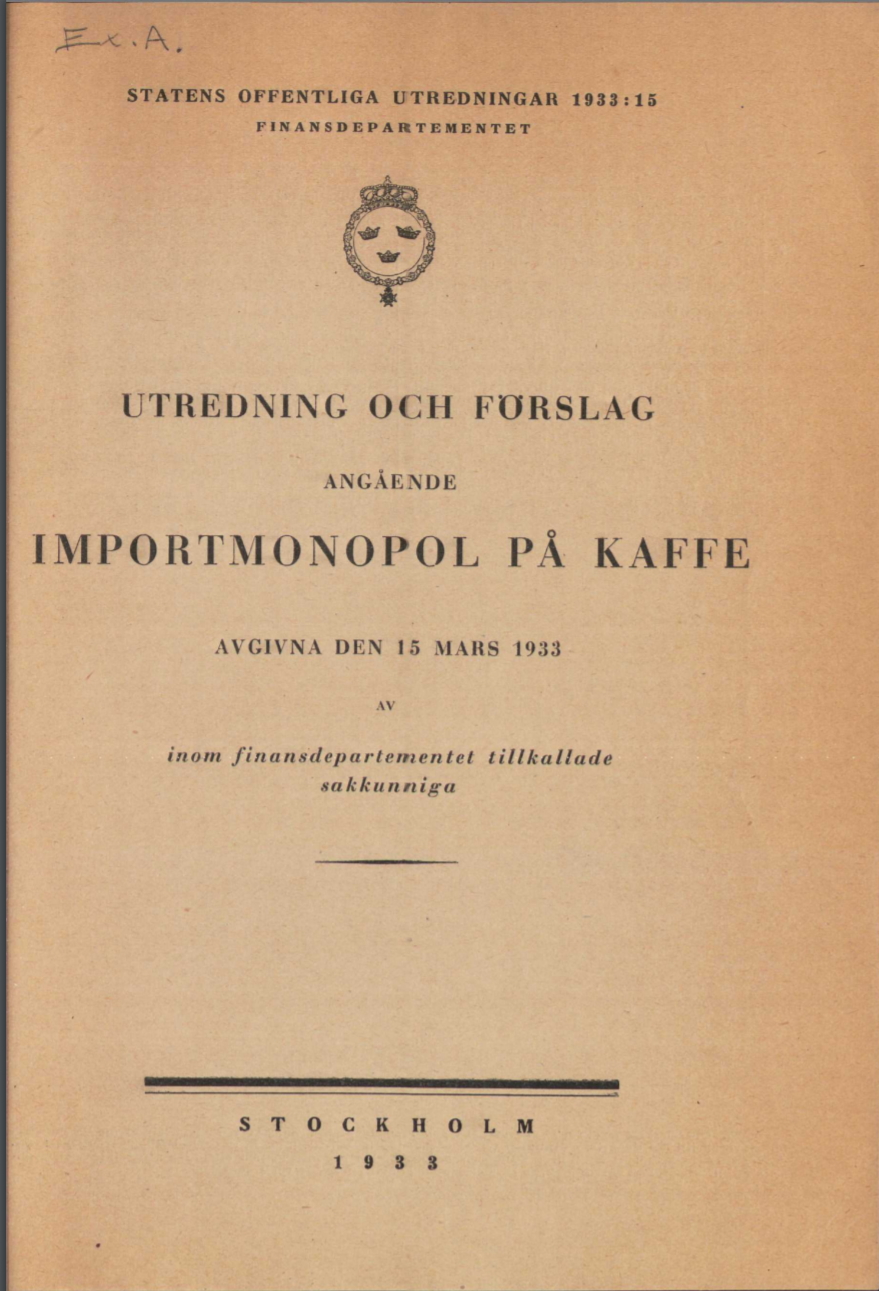 Ex. A.
STATENS OFFENTLIGA UTREDNINGAR 1933:15
FINANSDEPARTEMENTET
UTREDNING OCH FÖRSLAG
ANGÅENDE
IMPORTMONOPOL PÅ KAFFE
AVGIVNA DEN 15 MARS 1933
AV
inom finansdepartementet tillkallade
sakkunniga
STOCKHOLM
1933